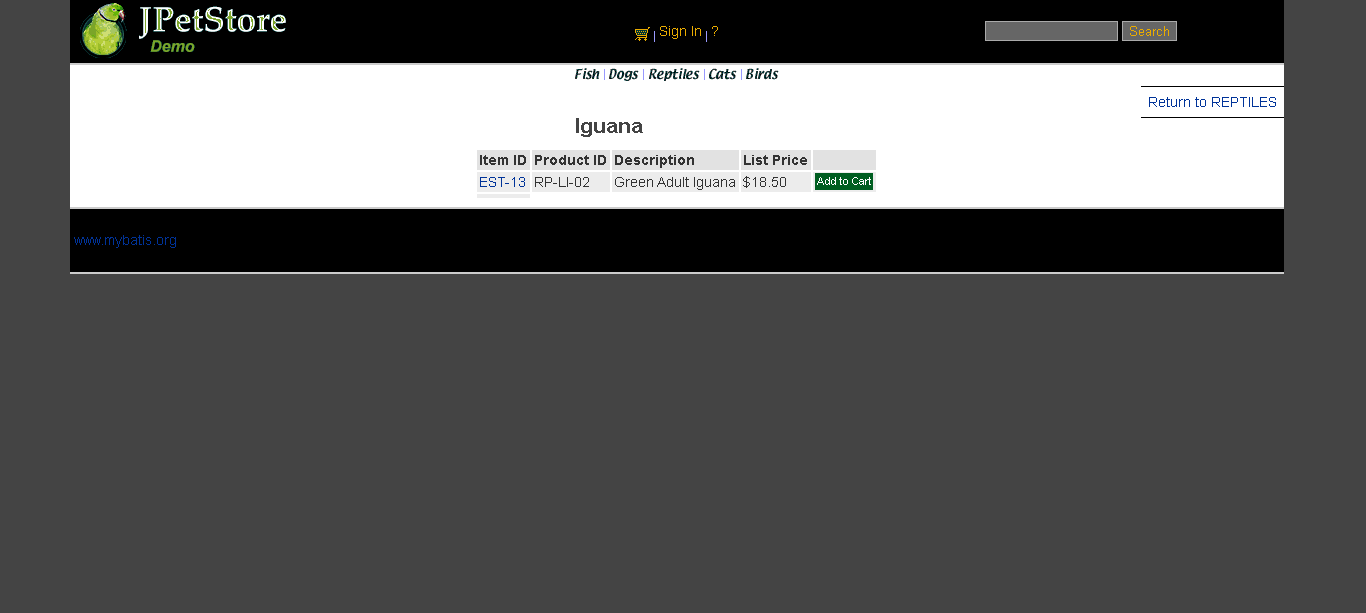 JPetStore
Demo
Sign In | ?
Search
Fish | Dogs | Reptiles | Cats | Birds
Return to REPTILES
Iguana
Item ID Product ID Description List Price
EST-13 RP-LI-02 Green Adult Iguana $18.50 Add to Cart
www.mybatis.org